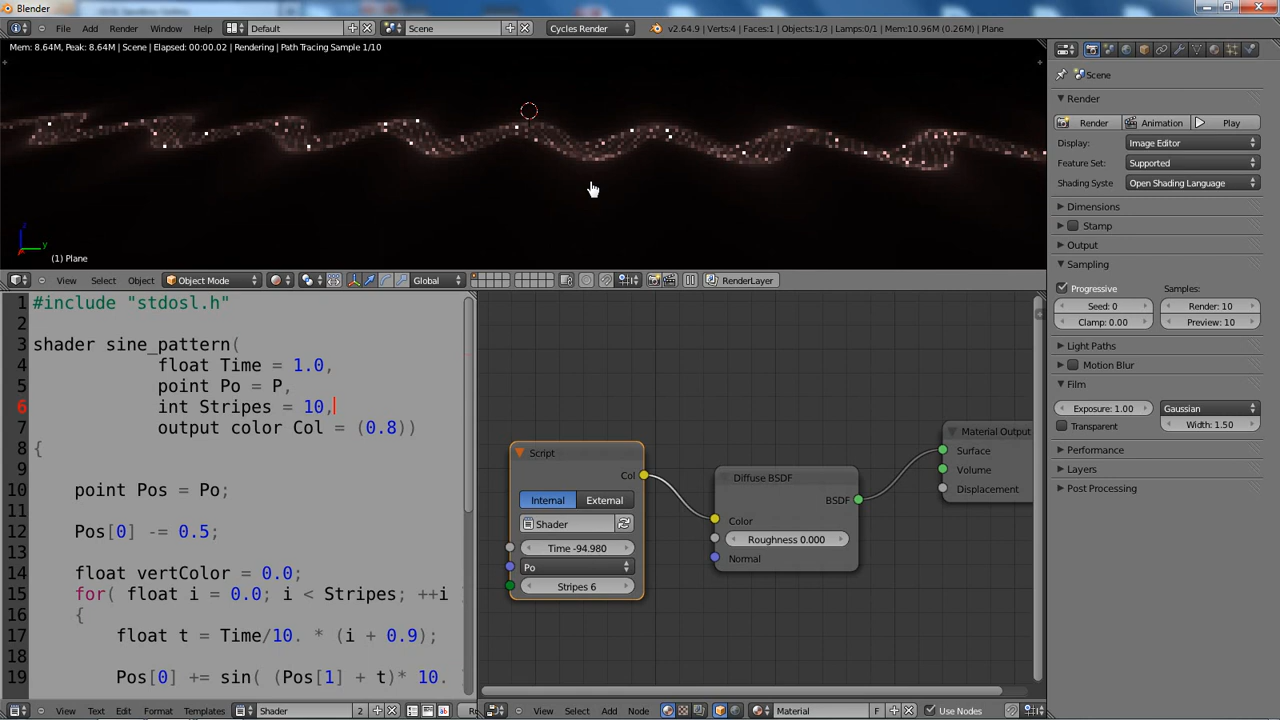 Blender
File Add Render Window Help Default Scene Cycles Render v2.64.9 | Verts:4 | Faces:1 | Objects:1/3 | Lamps:0/1 | Mem:10.96M (0.26M) | Plane
Mem: 8.64M, Peak: 8.64M | Scene | Elapsed: 00:00.02 | Rendering | Path Tracing Sample 1/10
z
y
(1) Plane
View Select Object Object Mode Global RenderLayer
Scene
Render
Render Animation Play
Display: Image Editor
Feature Set: Supported
Shading Syste Open Shading Language
Dimensions
Stamp
Output
Sampling
Progressive Samples:
Seed: 0 Render: 10
Clamp: 0.00 Preview: 10
Light Paths
Motion Blur
Film
Exposure: 1.00 Gaussian
Transparent Width: 1.50
Performance
Layers
Post Processing
1 #include "stdosl.h"
2
3 shader sine_pattern(
4 float Time = 1.0,
5 point Po = P,
6 int Stripes = 10,
7 output color Col = (0.8))
8 {
9
10 point Pos = Po;
11
12 Pos[0] -= 0.5;
13
14 float vertColor = 0.0;
15 for( float i = 0.0; i < Stripes; ++i
16 {
17 float t = Time/10. * (i + 0.9);
18
19 Pos[0] += sin( (Pos[1] + t)* 10.
Script
Col
Internal External
Shader
Time -94.980
Po
Stripes 6
Diffuse BSDF
BSDF
Color
Roughness 0.000
Normal
Material Output
Surface
Volume
Displacement
View Text Edit Format Templates Shader 2
View Select Add Node Material F Use Nodes